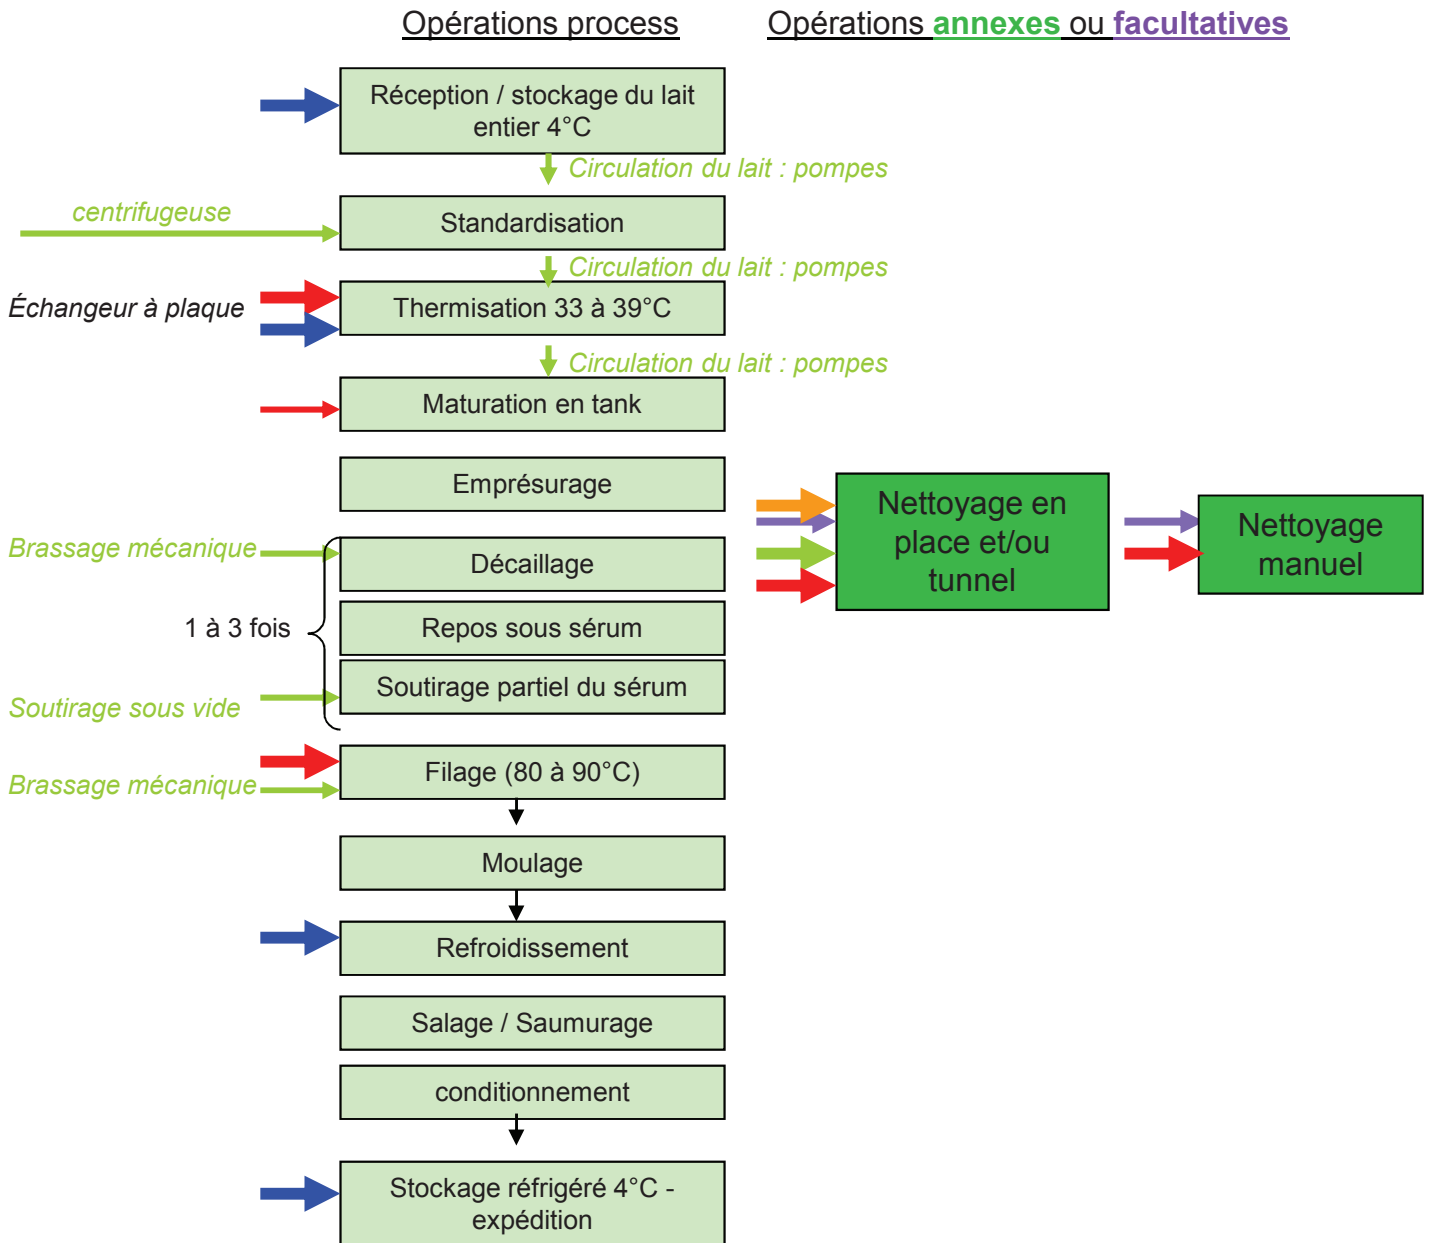 Opérations process
Opérations annexes ou facultatives
Réception / stockage du lait
entier 4°C
Circulation du lait : pompes
centrifugeuse
Standardisation
Circulation du lait : pompes
Échangeur à plaque
Thermisation 33 à 39°C
Circulation du lait : pompes
Maturation en tank
Emprésurage
Brassage mécanique
Décaillage
1 à 3 fois
Repos sous sérum
Soutirage partiel du sérum
Soutirage sous vide
Nettoyage en
place et/ou
tunnel
Nettoyage
manuel
Filage (80 à 90°C)
Brassage mécanique
Moulage
Refroidissement
Salage / Saumurage
conditionnement
Stockage réfrigéré 4°C -
expédition